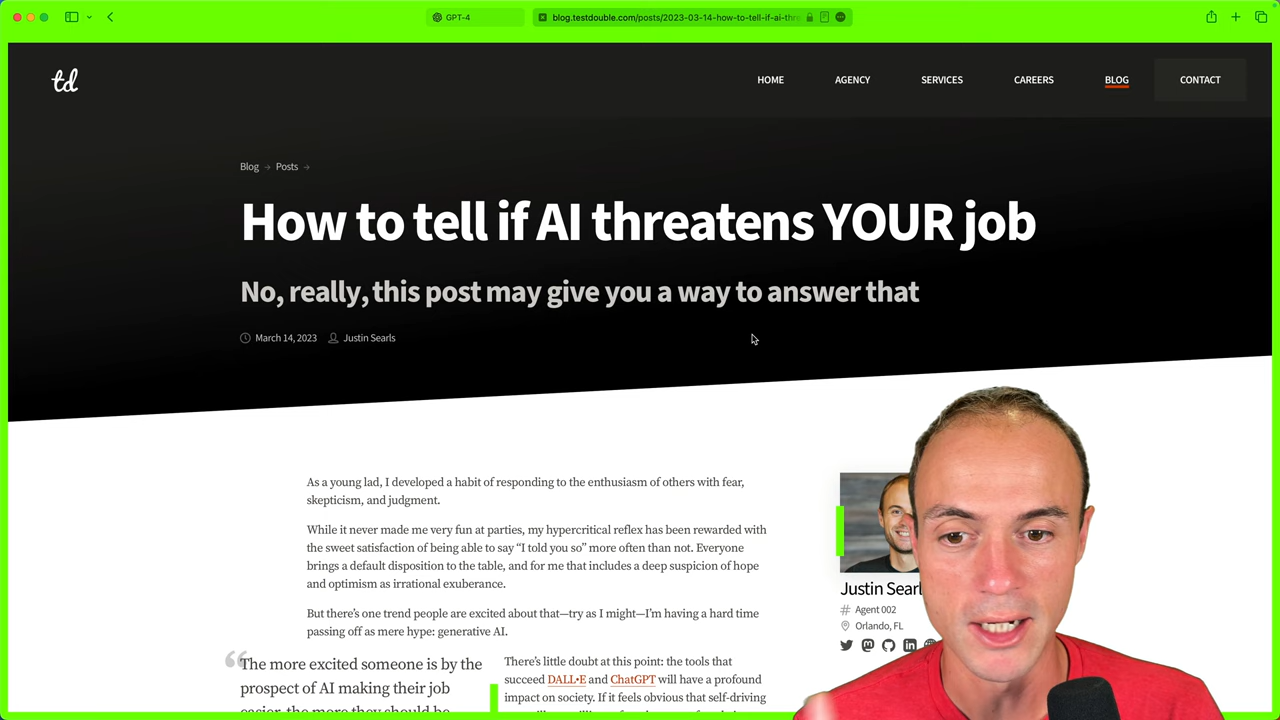 GPT-4
blog.testdouble.com/posts/2023-03-14-how-to-tell-if-ai-thre
td
HOME
AGENCY
SERVICES
CAREERS
BLOG
CONTACT
Blog → Posts →
How to tell if AI threatens YOUR job
No, really, this post may give you a way to answer that
March 14, 2023 Justin Searls
As a young lad, I developed a habit of responding to the enthusiasm of others with fear,
skepticism, and judgment.
While it never made me very fun at parties, my hypercritical reflex has been rewarded with
the sweet satisfaction of being able to say “I told you so” more often than not. Everyone
brings a default disposition to the table, and for me that includes a deep suspicion of hope
and optimism as irrational exuberance.
But there’s one trend people are excited about that—try as I might—I’m having a hard time
passing off as mere hype: generative AI.
“The more excited someone is by the
prospect of AI making their job
easier, the more they should be
There’s little doubt at this point: the tools that
succeed DALL•E and ChatGPT will have a profound
impact on society. If it feels obvious that self-driving
Justin Searl
# Agent 002
Orlando, FL